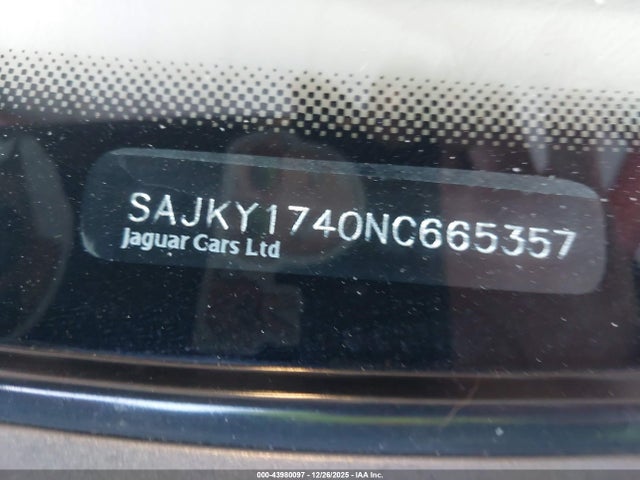 SAJKY1740NC665357
Jaguar Cars Ltd
000-43980097 - 12/26/2025 - IAA Inc.